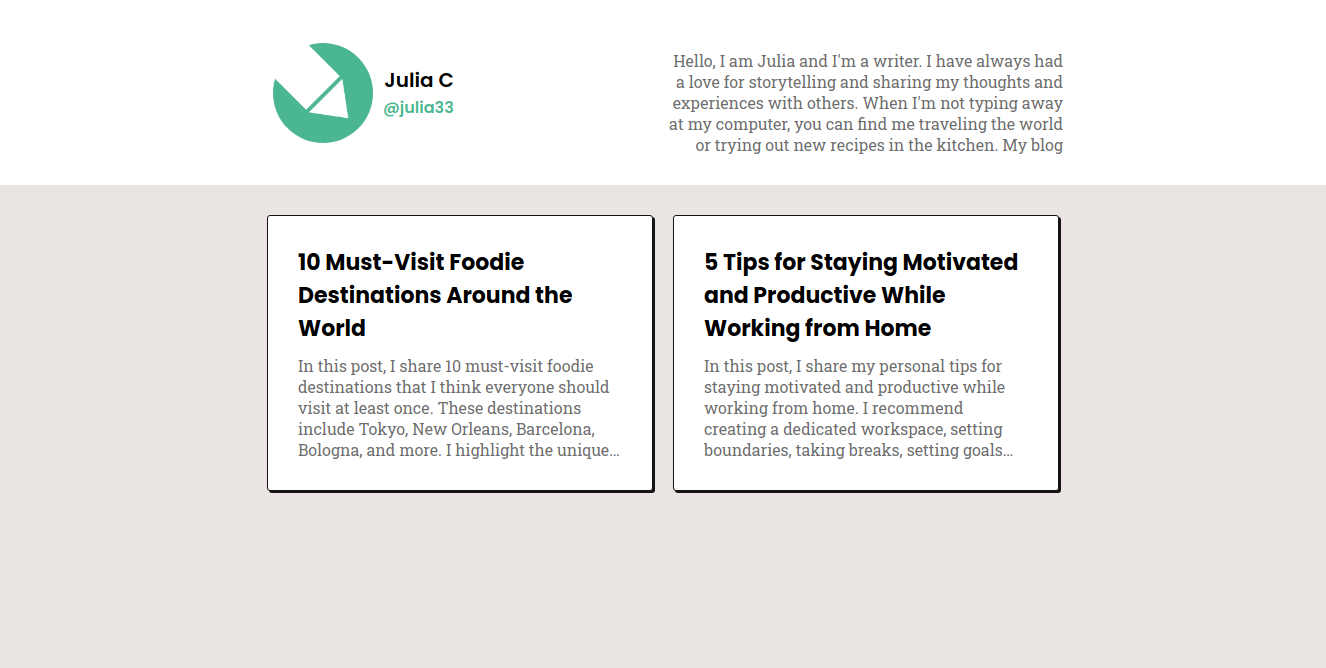 Julia C
@julia33
Hello, I am Julia and I'm a writer. I have always had
a love for storytelling and sharing my thoughts and
experiences with others. When I'm not typing away
at my computer, you can find me traveling the world
or trying out new recipes in the kitchen. My blog
10 Must-Visit Foodie
Destinations Around the
World
In this post, I share 10 must-visit foodie
destinations that I think everyone should
visit at least once. These destinations
include Tokyo, New Orleans, Barcelona,
Bologna, and more. I highlight the unique...
5 Tips for Staying Motivated
and Productive While
Working from Home
In this post, I share my personal tips for
staying motivated and productive while
working from home. I recommend
creating a dedicated workspace, setting
boundaries, taking breaks, setting goals...